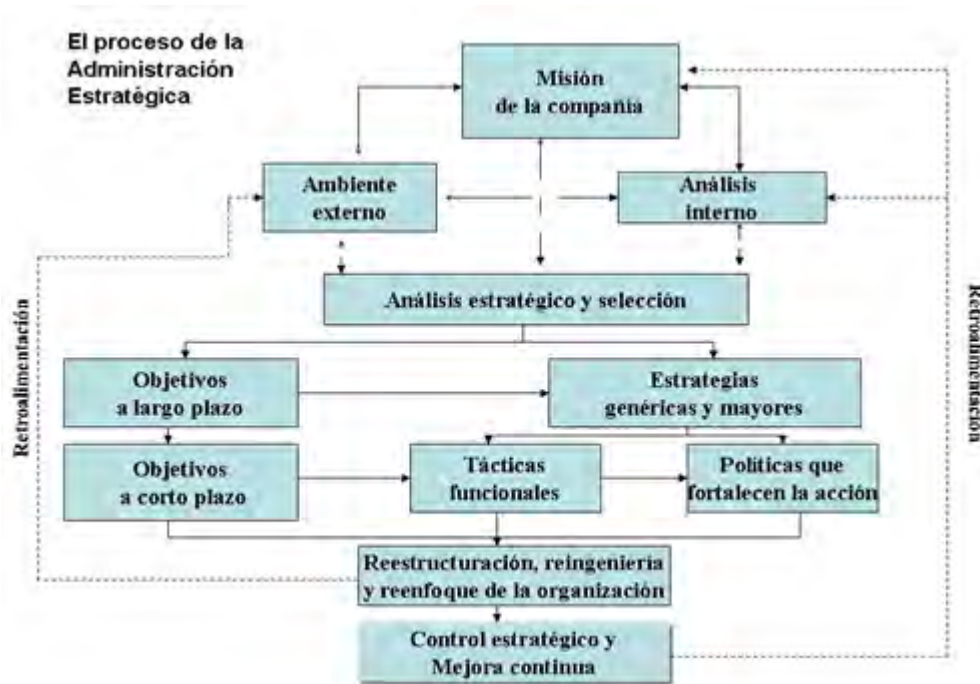 El proceso de la
Administración
Estratégica
Misión
de la compañía
Ambiente
externo
Análisis
interno
Análisis estratégico y selección
Retroalimentación
Retroalimentación
Objetivos
a largo plazo
Estrategias
genéricas y mayores
Objetivos
a corto plazo
Tácticas
funcionales
Políticas que
fortalecen la acción
Reestructuración, reingeniería
y reenfoque de la organización
Control estratégico y
Mejora continua